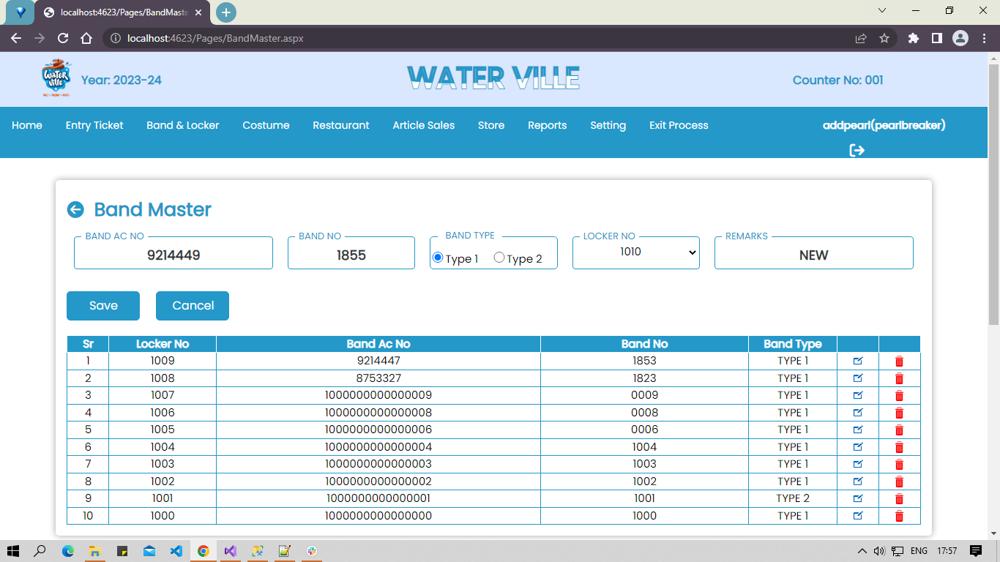 localhost:4623/Pages/BandMaste
localhost:4623/Pages/BandMaster.aspx
WATER ville
Year: 2023-24
WATER VILLE
Counter No: 001
Home Entry Ticket Band & Locker Costume Restaurant Article Sales Store Reports Setting Exit Process addpearl(pearlbreaker)
Band Master
BAND AC NO BAND NO BAND TYPE LOCKER NO REMARKS
9214449 1855 Type 1 Type 2 1010 NEW
Save Cancel
Sr Locker No Band Ac No Band No Band Type
1 1009 9214447 1853 TYPE 1
2 1008 8753327 1823 TYPE 1
3 1007 1000000000000009 0009 TYPE 1
4 1006 1000000000000008 0008 TYPE 1
5 1005 1000000000000006 0006 TYPE 1
6 1004 1000000000000004 1004 TYPE 1
7 1003 1000000000000003 1003 TYPE 1
8 1002 1000000000000002 1002 TYPE 1
9 1001 1000000000000001 1001 TYPE 2
10 1000 1000000000000000 1000 TYPE 1
ENG 17:57